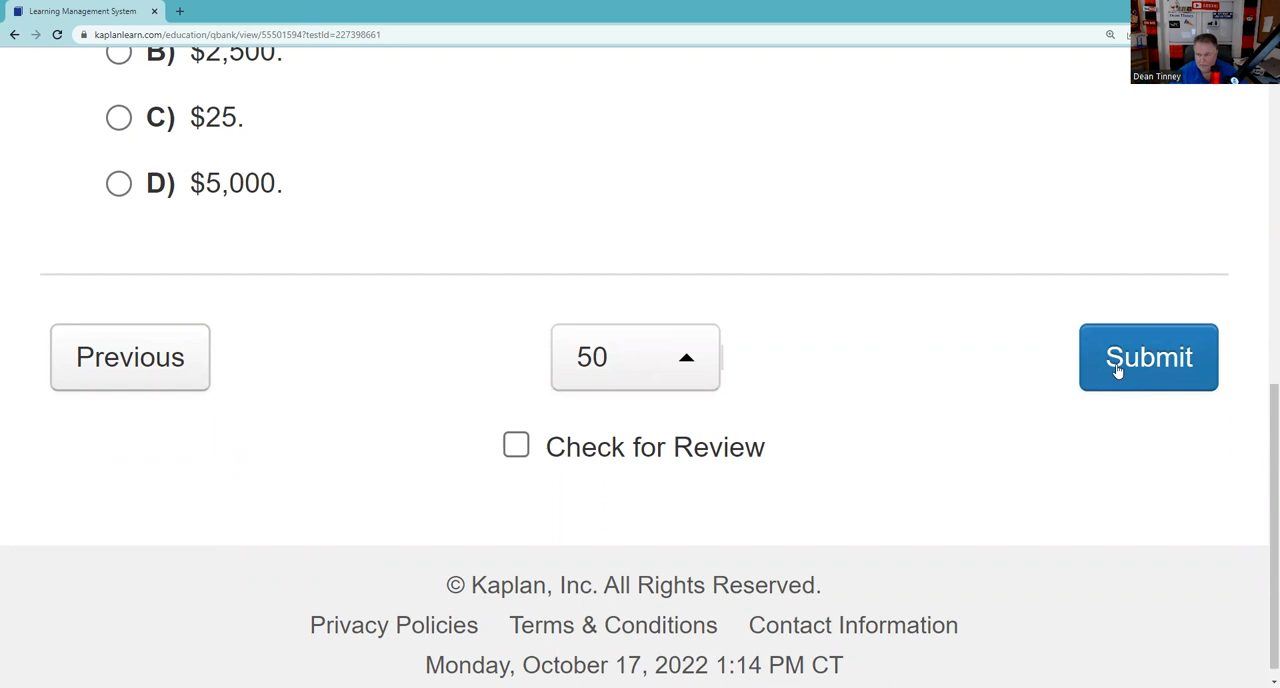 Learning Management System
kaplanlearn.com/education/qbank/view/55501594?testId=227398661
Dean Tinney
B) $2,500.
C) $25.
D) $5,000.
Previous
50
Submit
Check for Review
© Kaplan, Inc. All Rights Reserved.
Privacy Policies Terms & Conditions Contact Information
Monday, October 17, 2022 1:14 PM CT